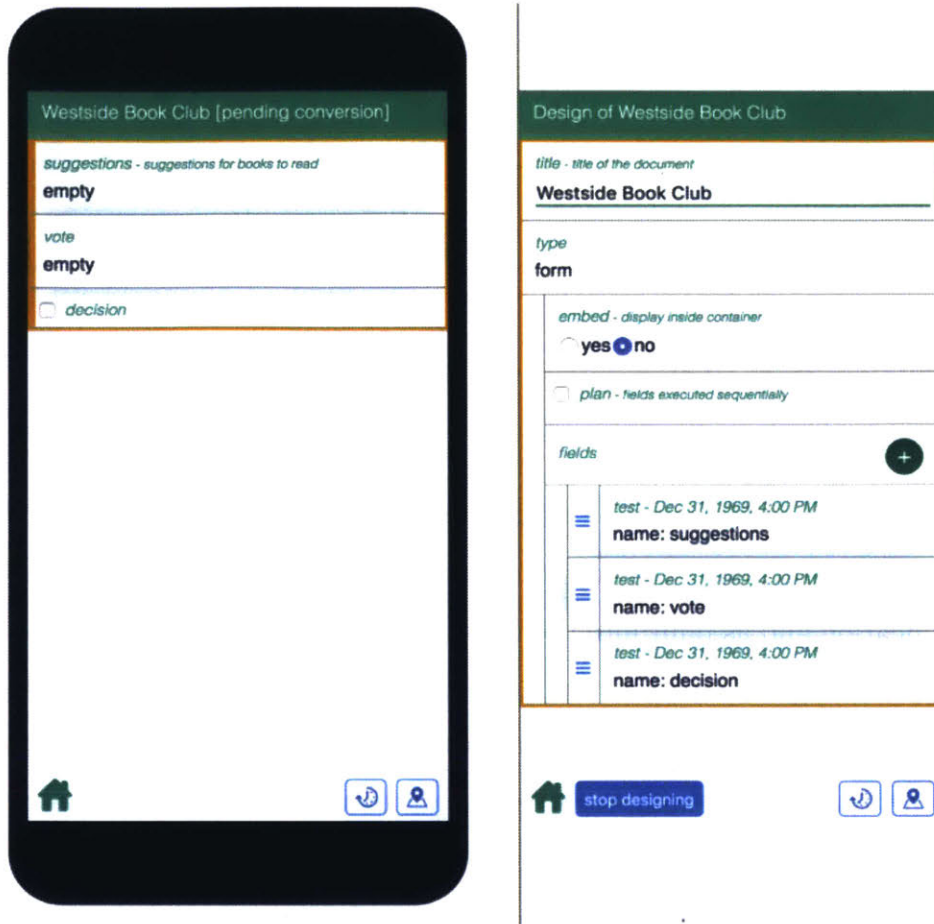 Westside Book Club [pending conversion]
suggestions - suggestions for books to read
empty
vote
empty
decision
Design of Westside Book Club
title - title of the document
Westside Book Club
type
form
embed - display inside container
yes no
plan - fields executed sequentially
fields
+
test - Dec 31, 1969, 4:00 PM
name: suggestions
test - Dec 31, 1969, 4:00 PM
name: vote
test - Dec 31, 1969, 4:00 PM
name: decision
stop designing